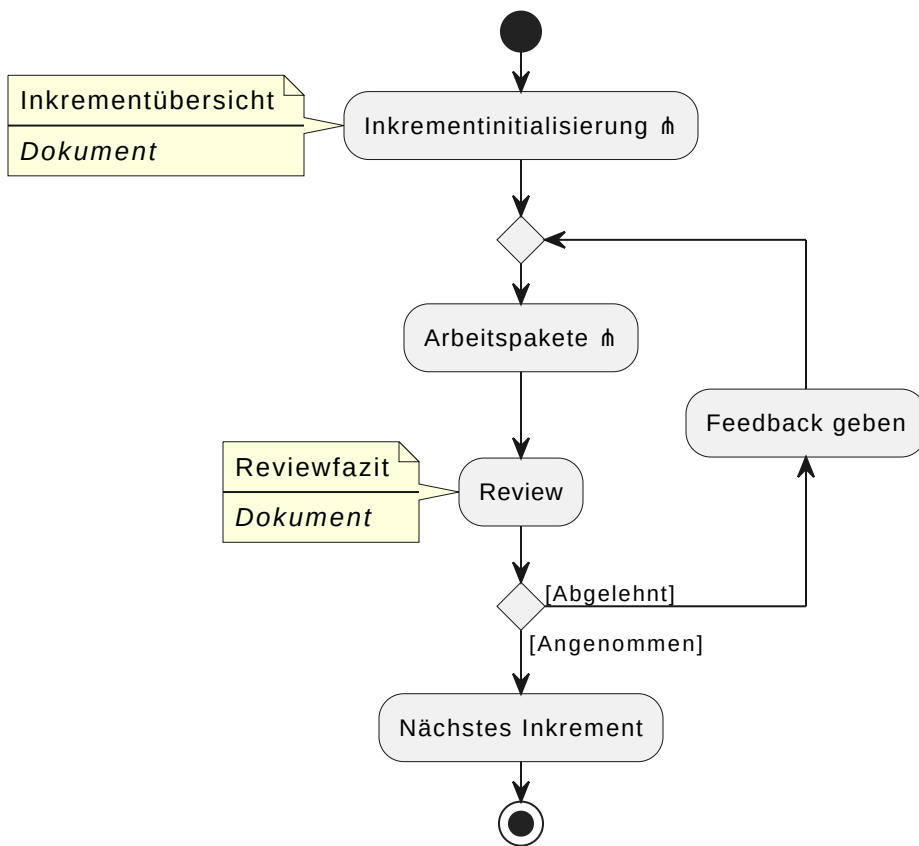 Inkrementübersicht
Dokument
Inkrementinitialisierung ⋔
Arbeitspakete ⋔
Feedback geben
Reviewfazit
Dokument
Review
[Abgelehnt]
[Angenommen]
Nächstes Inkrement